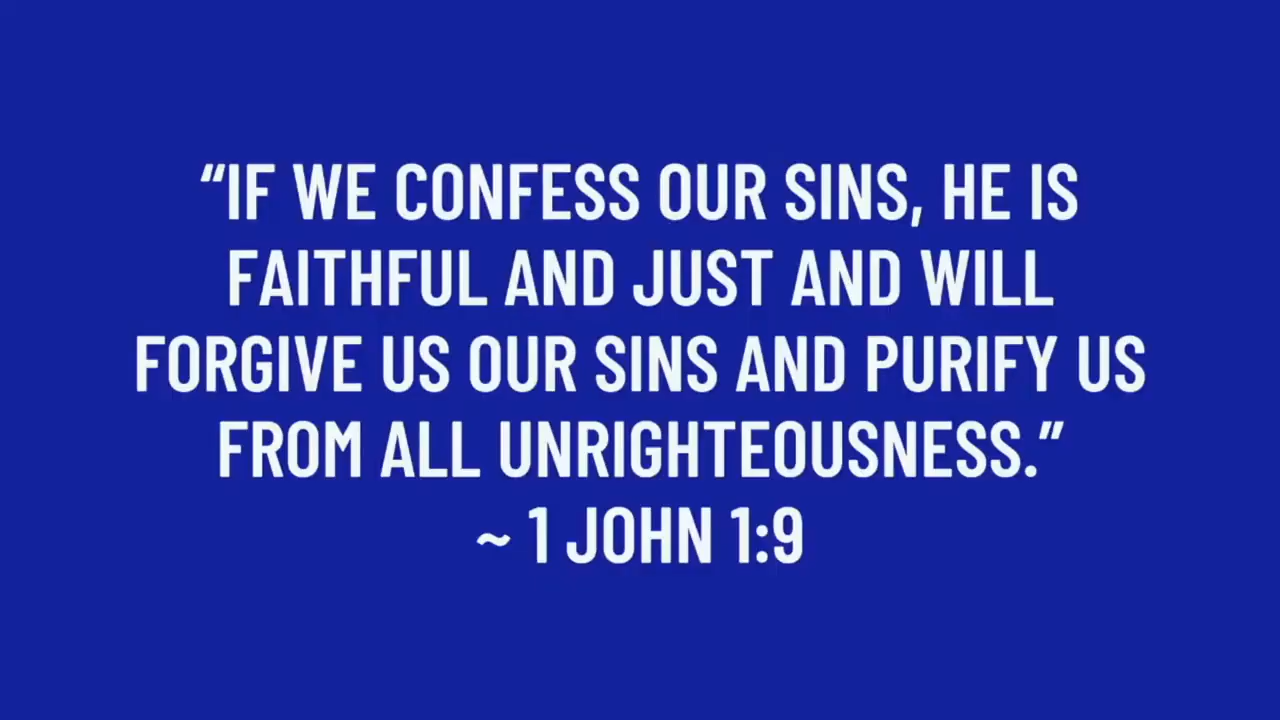 “IF WE CONFESS OUR SINS, HE IS
FAITHFUL AND JUST AND WILL
FORGIVE US OUR SINS AND PURIFY US
FROM ALL UNRIGHTEOUSNESS.”
~ 1 JOHN 1:9